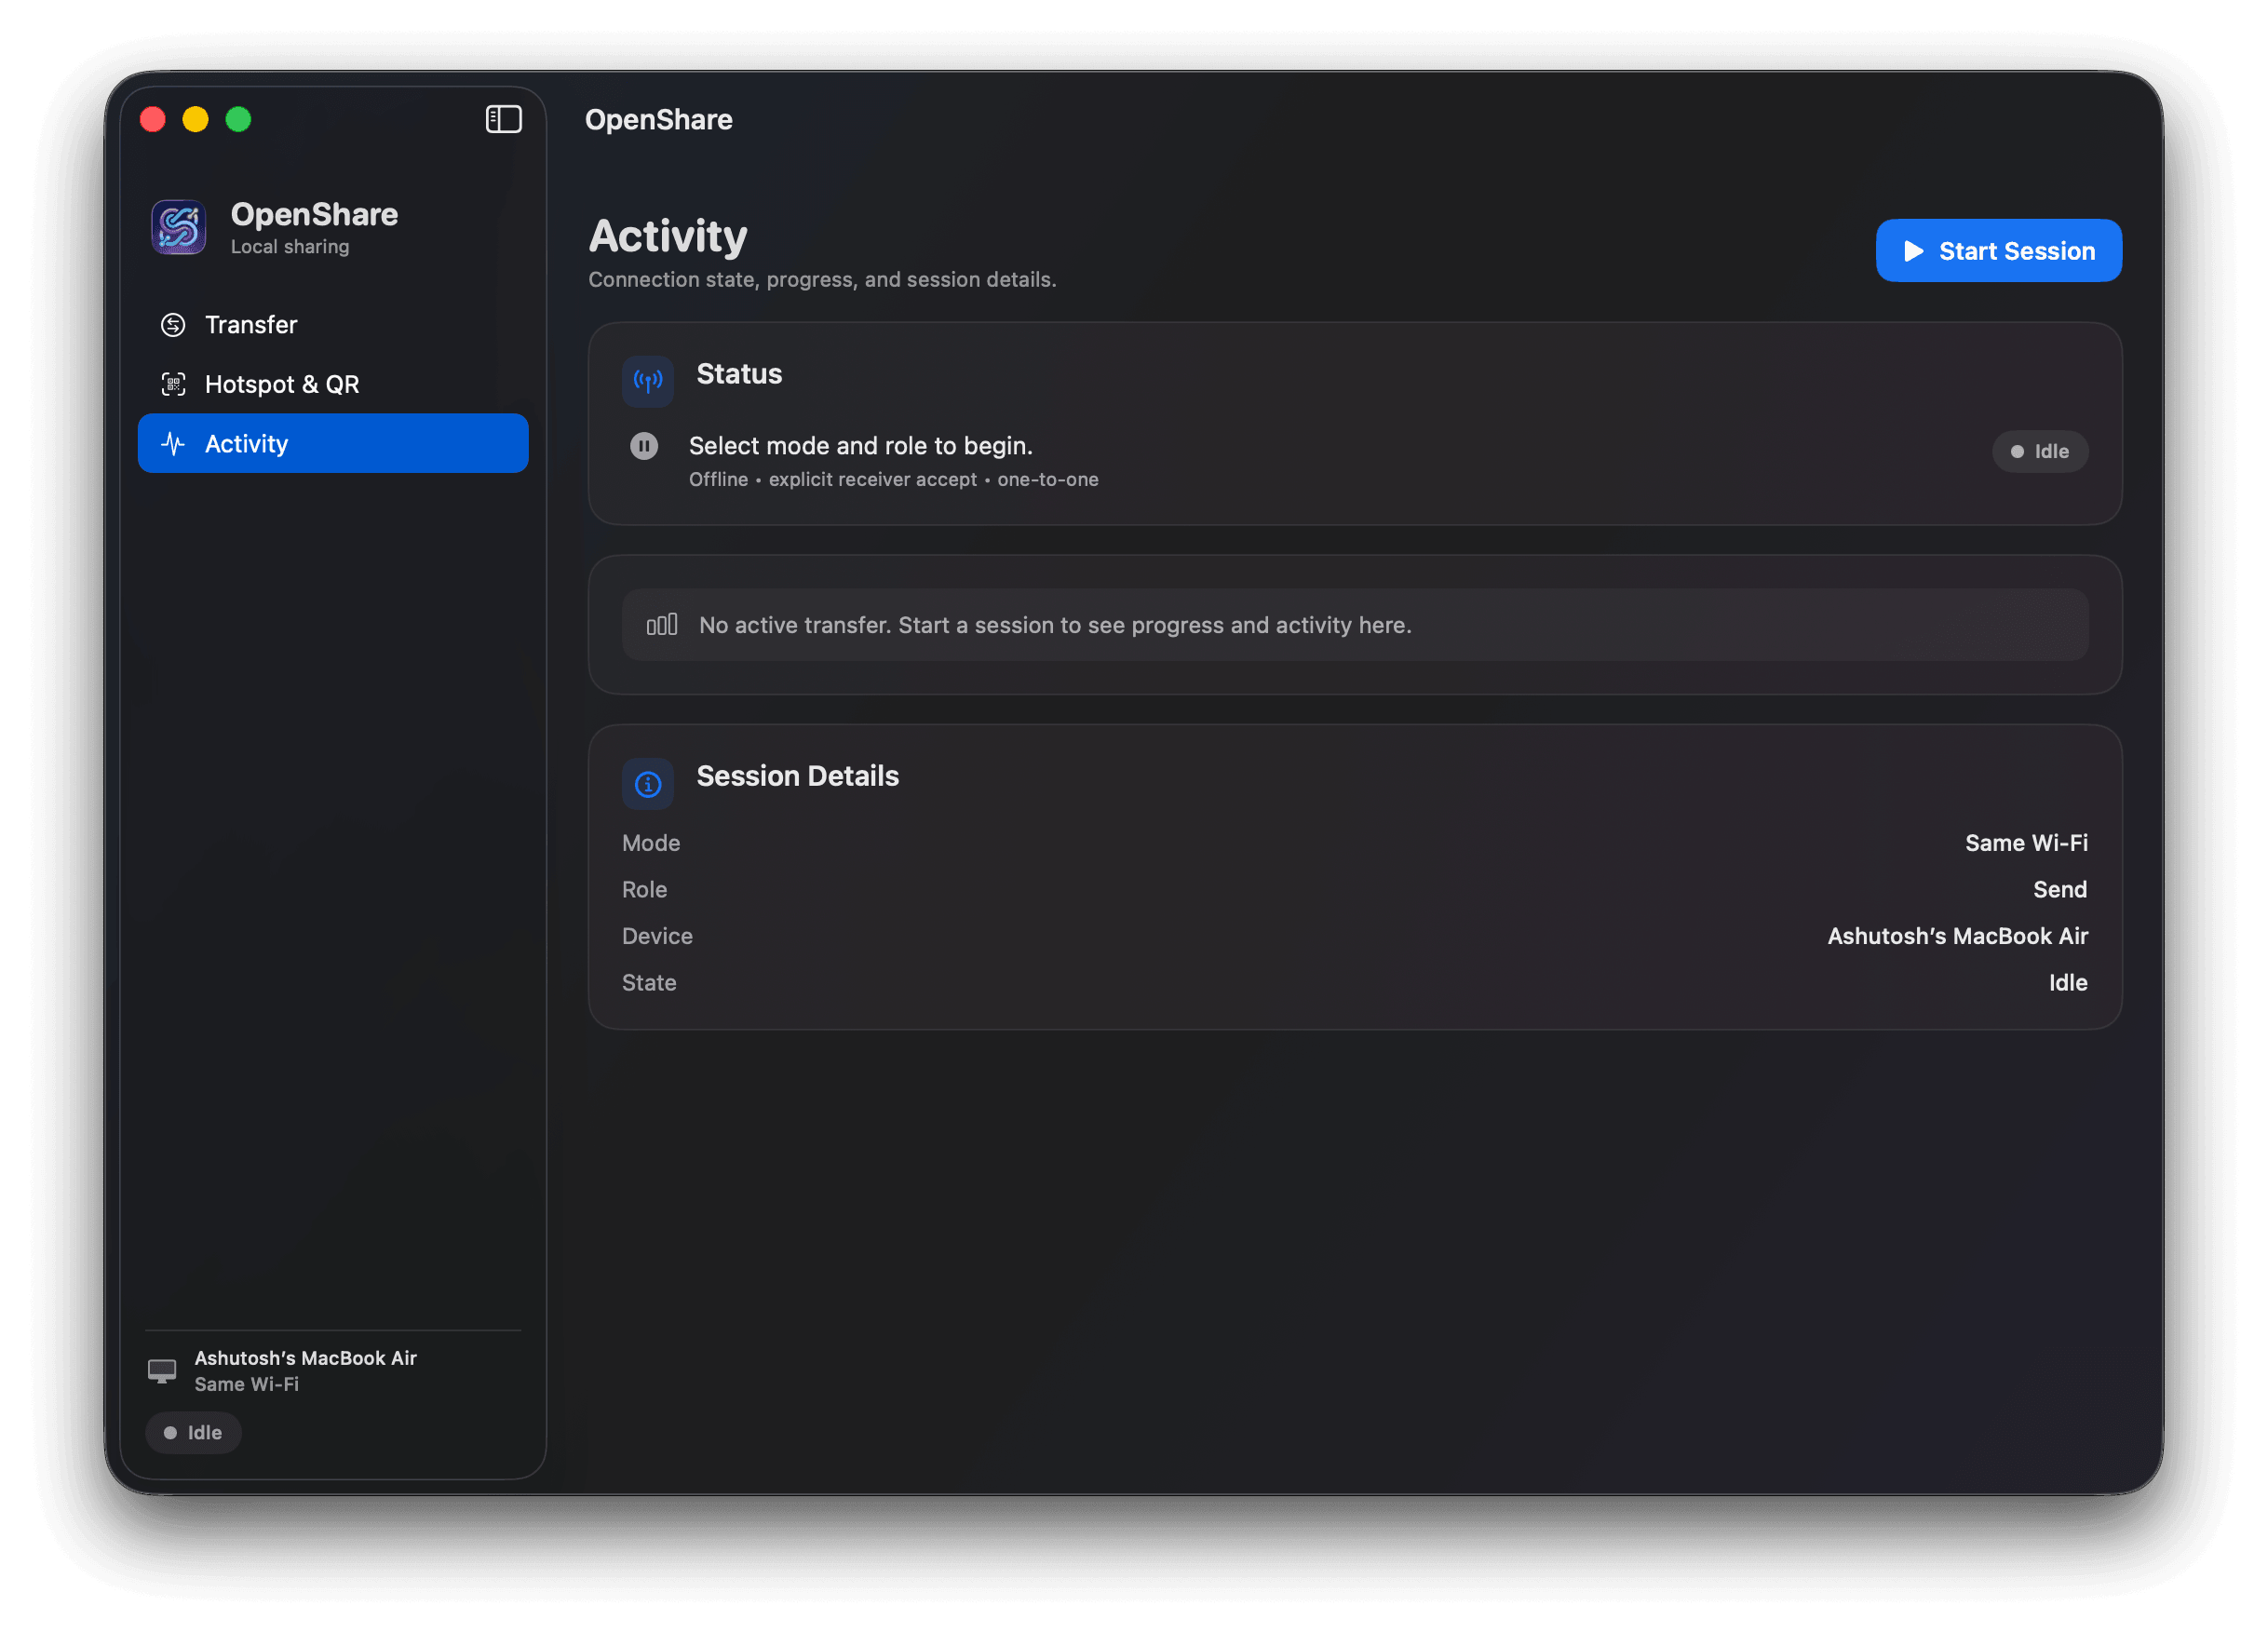 OpenShare
OpenShare
Local sharing
Transfer
Hotspot & QR
Activity
Ashutosh’s MacBook Air
Same Wi-Fi
Idle
Activity
Connection state, progress, and session details.
Start Session
Status
Select mode and role to begin.
Offline • explicit receiver accept • one-to-one
Idle
No active transfer. Start a session to see progress and activity here.
Session Details
Mode
Same Wi-Fi
Role
Send
Device
Ashutosh’s MacBook Air
State
Idle